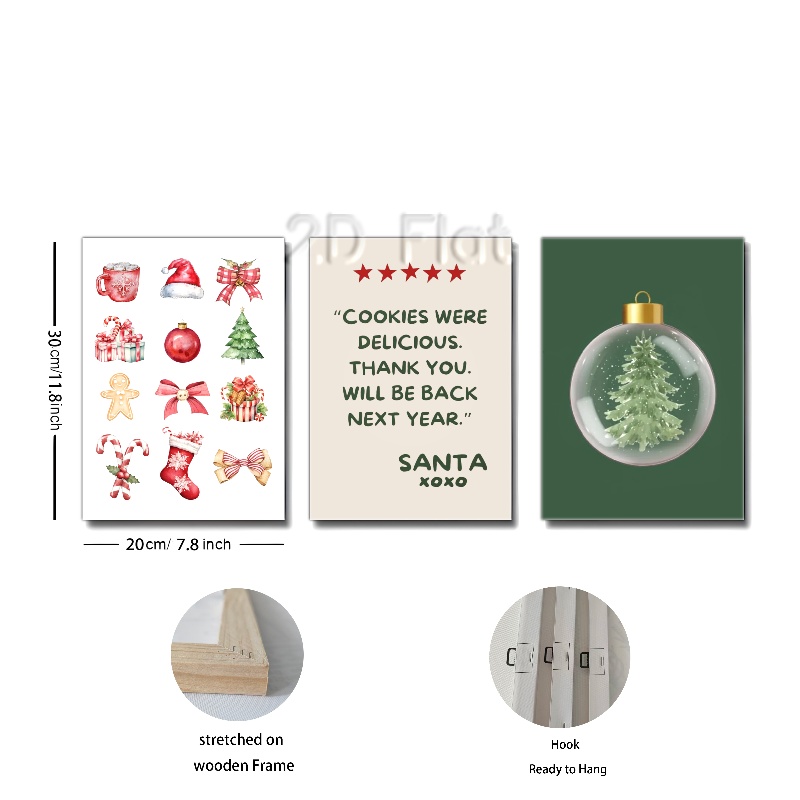 2D Flat
★★★★★
"COOKIES WERE
DELICIOUS.
THANK YOU.
WILL BE BACK
NEXT YEAR."
SANTA
xoxo
30cm/11.8inch
20cm/ 7.8 inch
stretched on
wooden Frame
Hook
Ready to Hang